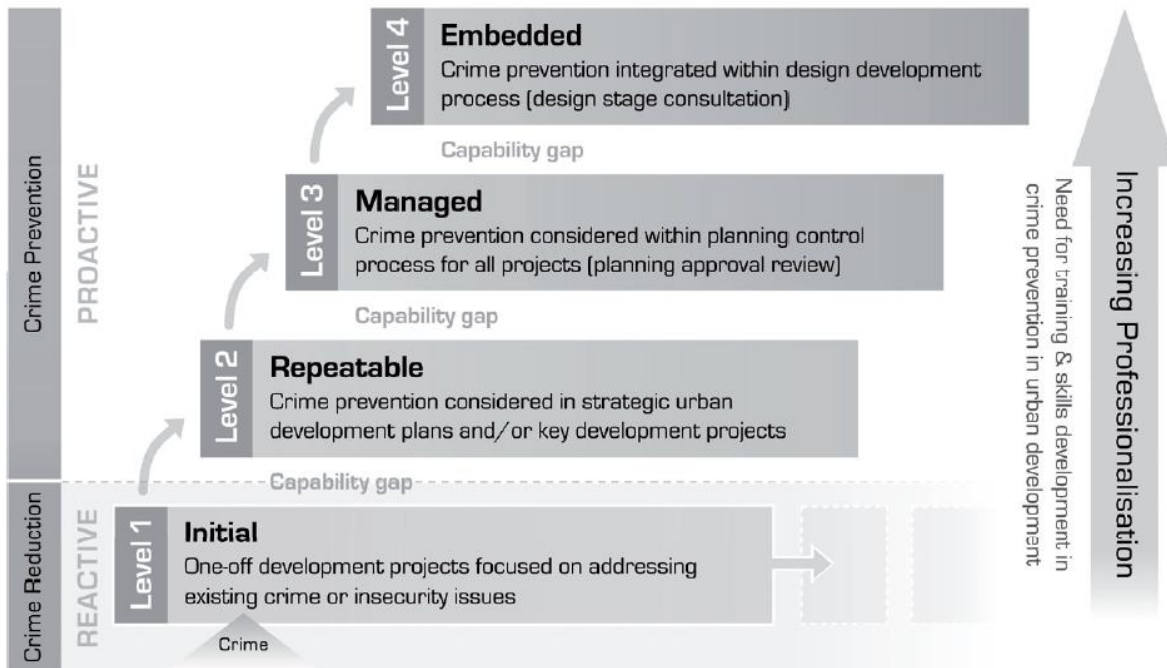 Level 4
Embedded
Crime prevention integrated within design development
process (design stage consultation)
Capability gap
Level 3
Managed
Crime prevention considered within planning control
process for all projects (planning approval review)
Capability gap
Level 2
Repeatable
Crime prevention considered in strategic urban
development plans and/or key development projects
Capability gap
Level 1
Initial
One-off development projects focused on addressing
existing crime or insecurity issues
Crime
Crime Prevention
PROACTIVE
Crime Reduction
REACTIVE
Need for training & skills development in
crime prevention in urban development
Increasing Professionalisation